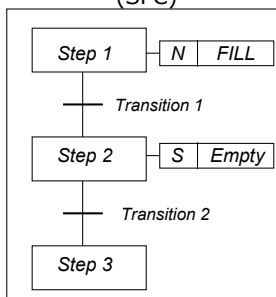 (SFC)
Step 1 N FILL
Transition 1
Step 2 S Empty
Transition 2
Step 3